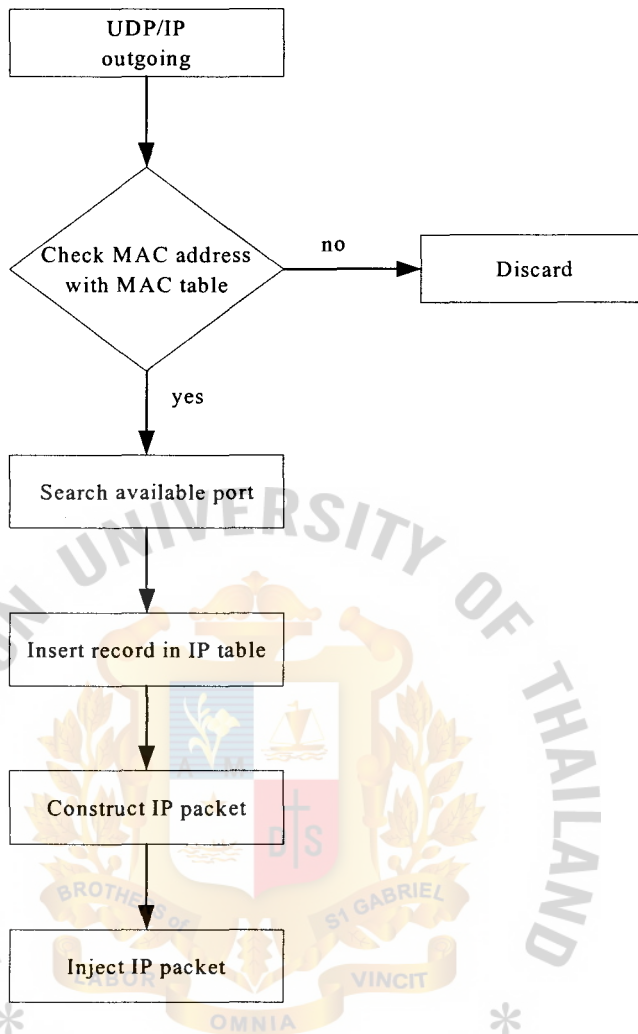 UDP/IP
outgoing
Check MAC address
with MAC table
no
Discard
yes
Search available port
UNIVERSITY OF THAILAND
Insert record in IP table
A M
Construct IP packet
D S
BROTHERS of
S1 GABRIEL
Inject IP packet
LABOR
VINCIT
OMNIA